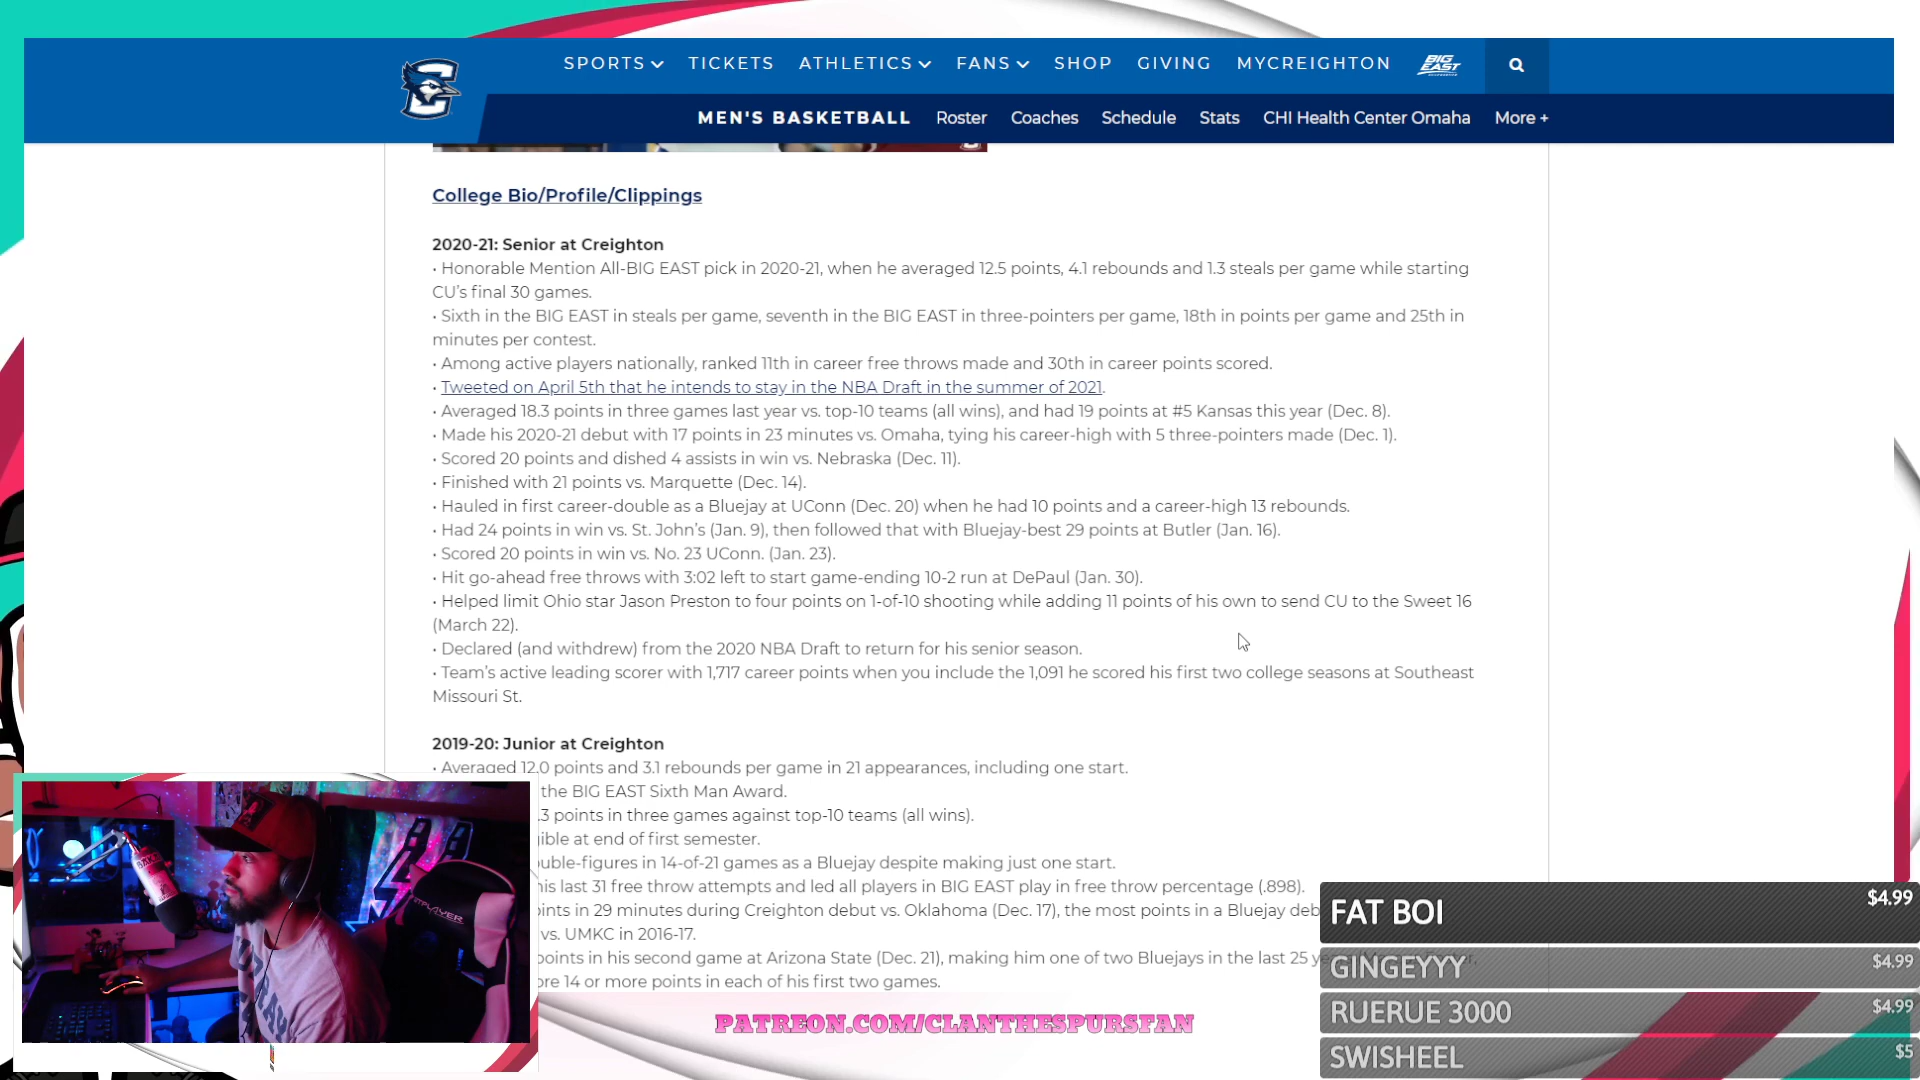 SPORTS TICKETS ATHLETICS FANS SHOP GIVING MYCREIGHTON BIG EAST
MEN'S BASKETBALL Roster Coaches Schedule Stats CHI Health Center Omaha More +
College Bio/Profile/Clippings
2020-21: Senior at Creighton
• Honorable Mention All-BIG EAST pick in 2020-21, when he averaged 12.5 points, 4.1 rebounds and 1.3 steals per game while starting
CU's final 30 games.
• Sixth in the BIG EAST in steals per game, seventh in the BIG EAST in three-pointers per game, 18th in points per game and 25th in
minutes per contest.
• Among active players nationally, ranked 11th in career free throws made and 30th in career points scored.
• Tweeted on April 5th that he intends to stay in the NBA Draft in the summer of 2021.
• Averaged 18.3 points in three games last year vs. top-10 teams (all wins), and had 19 points at #5 Kansas this year (Dec. 8).
• Made his 2020-21 debut with 17 points in 23 minutes vs. Omaha, tying his career-high with 5 three-pointers made (Dec. 1).
• Scored 20 points and dished 4 assists in win vs. Nebraska (Dec. 11).
• Finished with 21 points vs. Marquette (Dec. 14).
• Hauled in first career-double as a Bluejay at UConn (Dec. 20) when he had 10 points and a career-high 13 rebounds.
• Had 24 points in win vs. St. John's (Jan. 9), then followed that with Bluejay-best 29 points at Butler (Jan. 16).
• Scored 20 points in win vs. No. 23 UConn. (Jan. 23).
• Hit go-ahead free throws with 3:02 left to start game-ending 10-2 run at DePaul (Jan. 30).
• Helped limit Ohio star Jason Preston to four points on 1-of-10 shooting while adding 11 points of his own to send CU to the Sweet 16
(March 22).
• Declared (and withdrew) from the 2020 NBA Draft to return for his senior season.
• Team's active leading scorer with 1,717 career points when you include the 1,091 he scored his first two college seasons at Southeast
Missouri St.
2019-20: Junior at Creighton
• Averaged 12.0 points and 3.1 rebounds per game in 21 appearances, including one start.
the BIG EAST Sixth Man Award.
.3 points in three games against top-10 teams (all wins).
ible at end of first semester.
uble-figures in 14-of-21 games as a Bluejay despite making just one start.
his last 31 free throw attempts and led all players in BIG EAST play in free throw percentage (.898).
oints in 29 minutes during Creighton debut vs. Oklahoma (Dec. 17), the most points in a Bluejay deb
vs. UMKC in 2016-17.
points in his second game at Arizona State (Dec. 21), making him one of two Bluejays in the last 25
ore 14 or more points in each of his first two games.
FAT BOI $4.99
GINGEYYY $4.99
RUERUE 3000 $4.99
SWISHEEL $5
PATREON.COM/CLANTHESPURSFAN